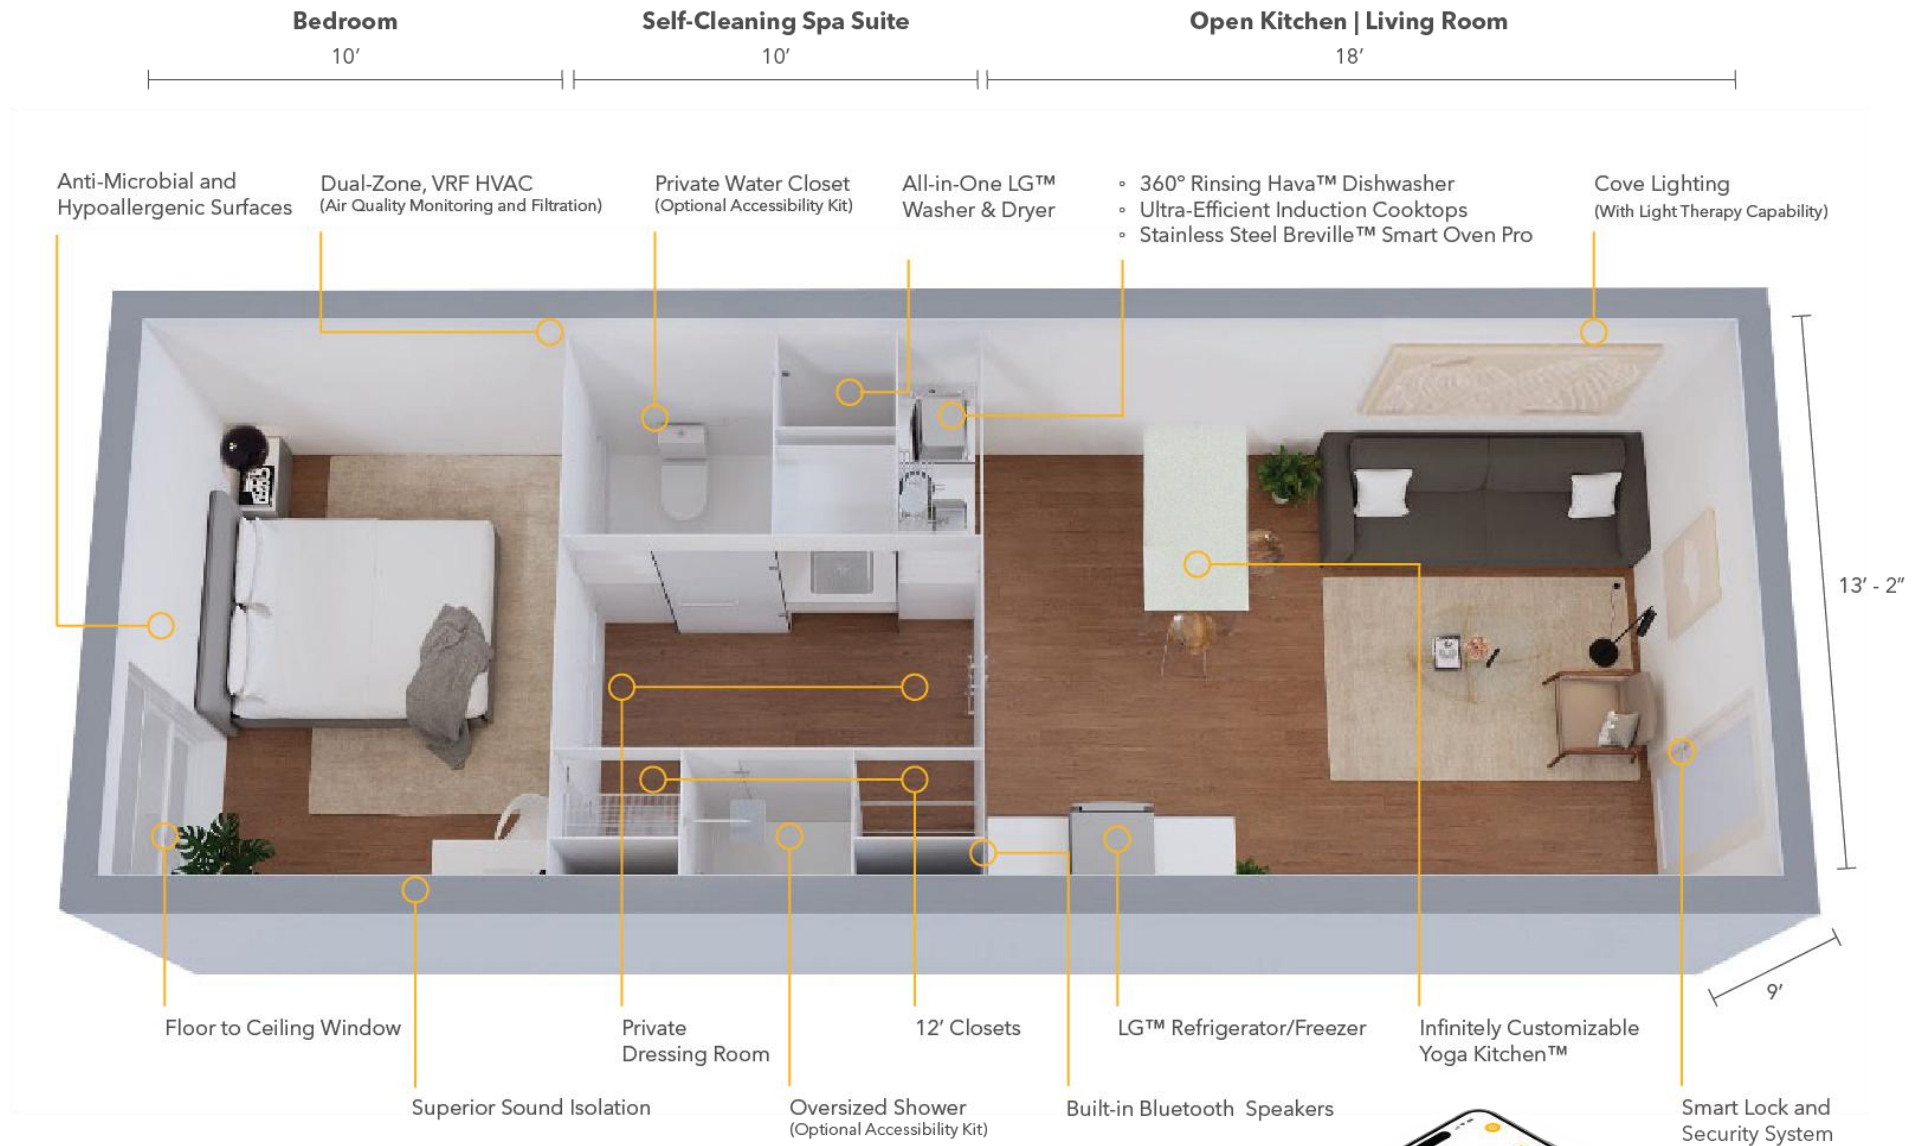 Bedroom
10’
Self-Cleaning Spa Suite
10’
Open Kitchen | Living Room
18’
Anti-Microbial and
Hypoallergenic Surfaces
Dual-Zone, VRF HVAC
(Air Quality Monitoring and Filtration)
Private Water Closet
(Optional Accessibility Kit)
All-in-One LG™
Washer & Dryer
◦ 360º Rinsing Hava™ Dishwasher
◦ Ultra-Efficient Induction Cooktops
◦ Stainless Steel Breville™ Smart Oven Pro
Cove Lighting
(With Light Therapy Capability)
13’ - 2”
9’
Floor to Ceiling Window
Private
Dressing Room
12’ Closets
LG™ Refrigerator/Freezer
Infinitely Customizable
Yoga Kitchen™
Superior Sound Isolation
Oversized Shower
(Optional Accessibility Kit)
Built-in Bluetooth Speakers
Smart Lock and
Security System